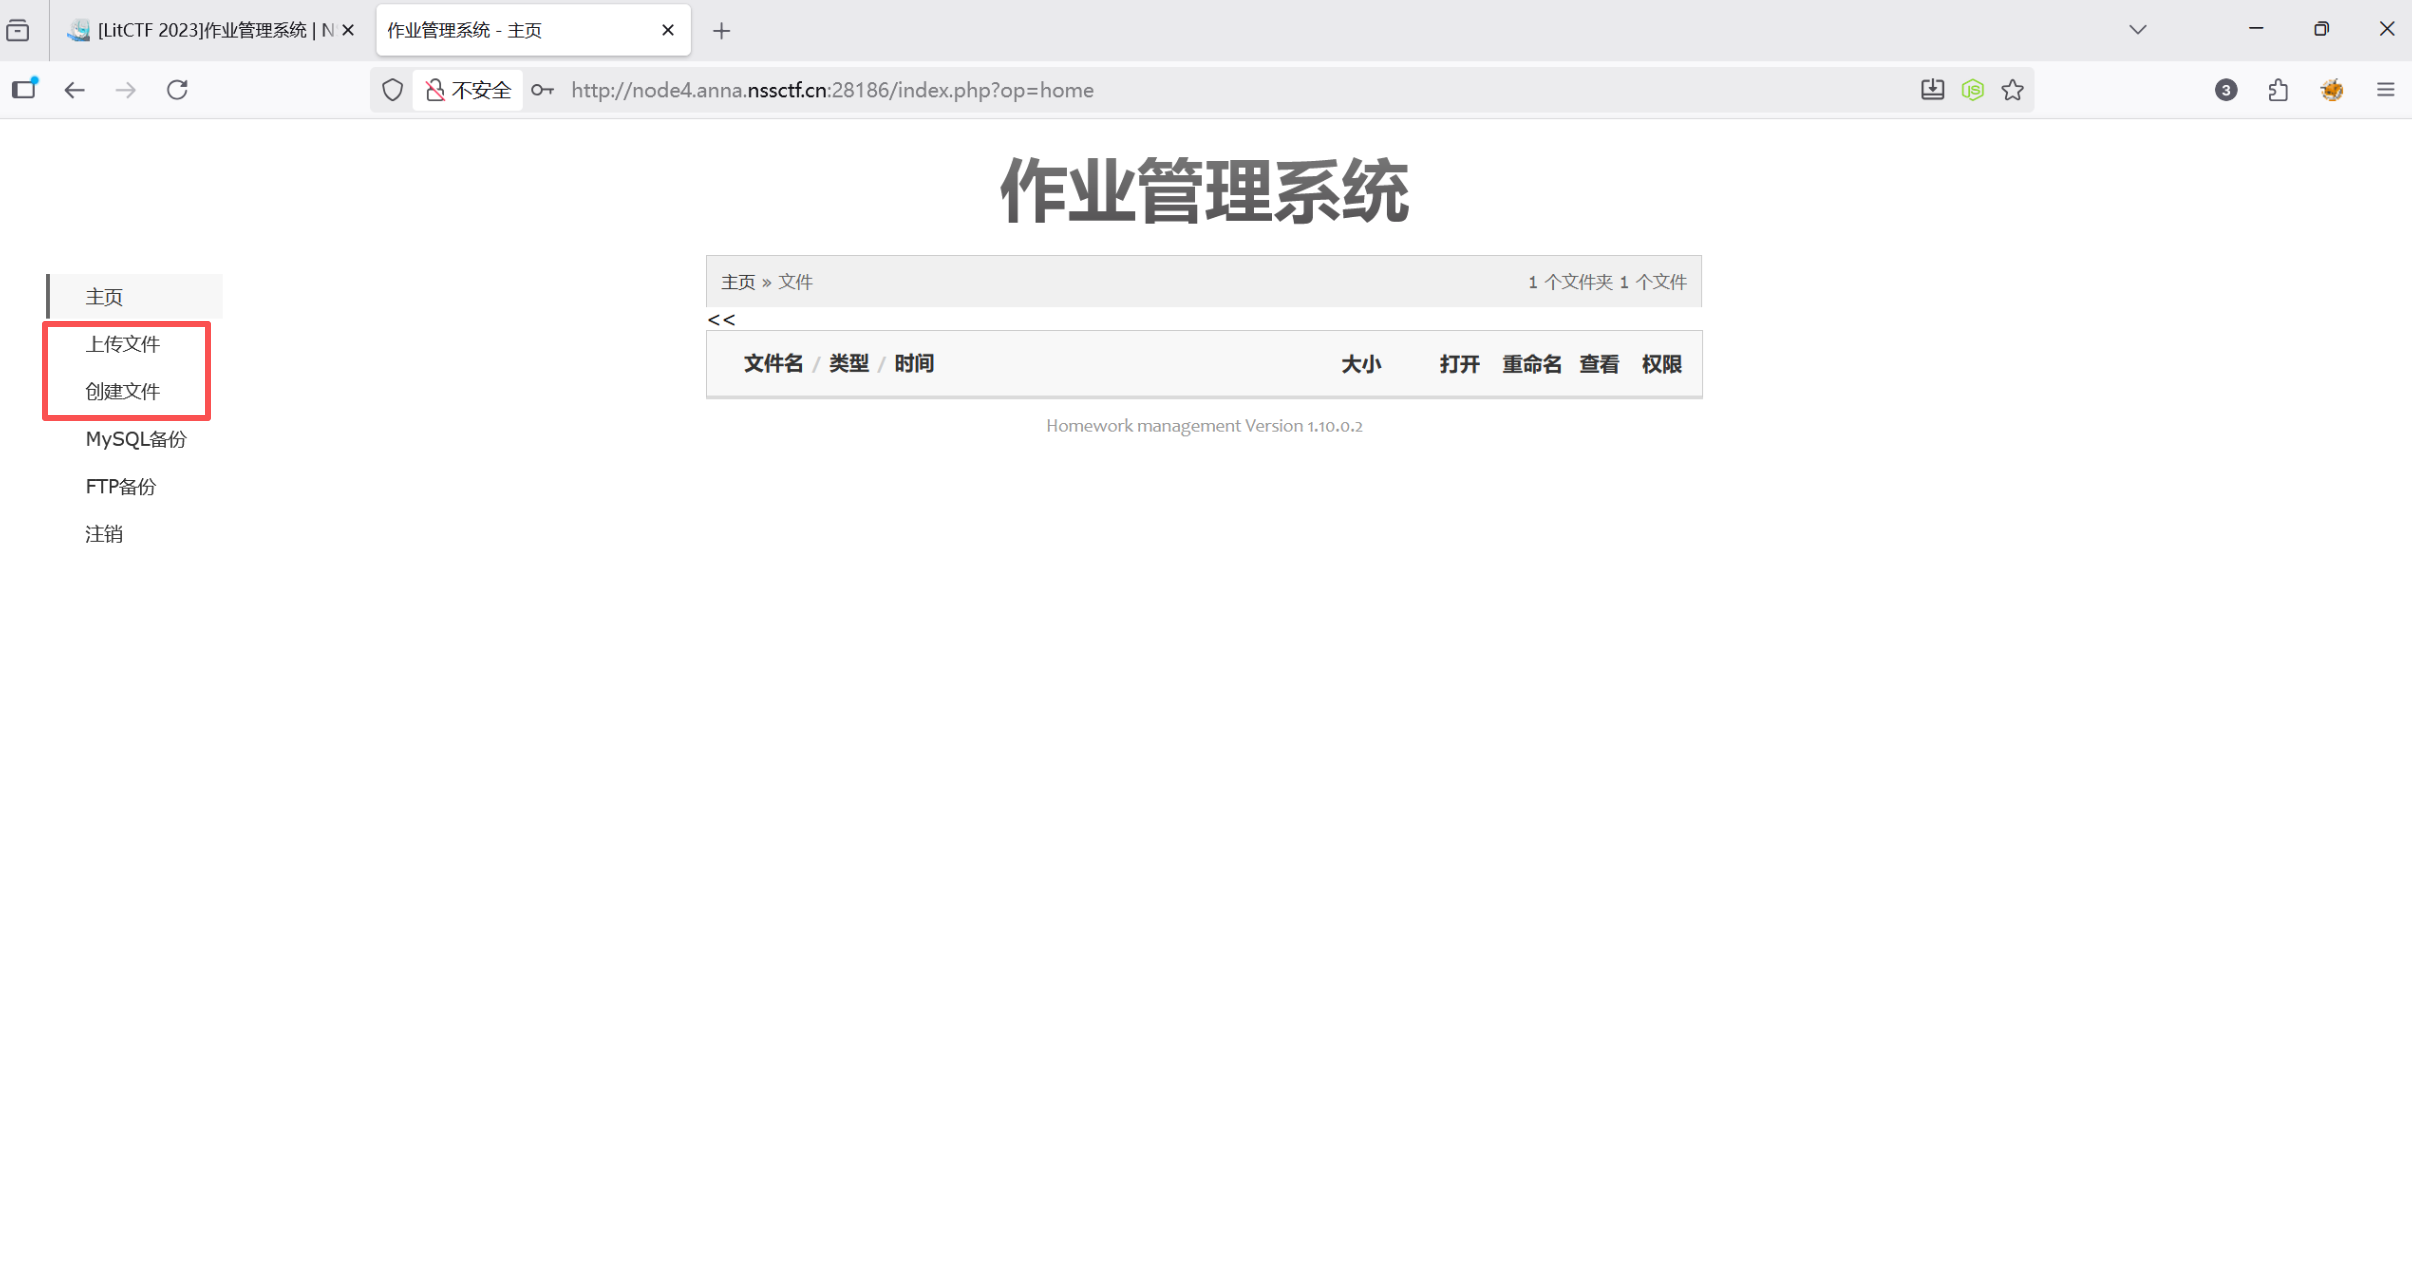 [LitCTF 2023]作业管理系统 | N
作业管理系统 - 主页
不安全
http://node4.anna.nssctf.cn:28186/index.php?op=home
3
作业管理系统
主页 » 文件
1 个文件夹 1 个文件
<<
文件名 / 类型 / 时间 大小 打开 重命名 查看 权限
Homework management Version 1.10.0.2
主页
上传文件
创建文件
MySQL备份
FTP备份
注销